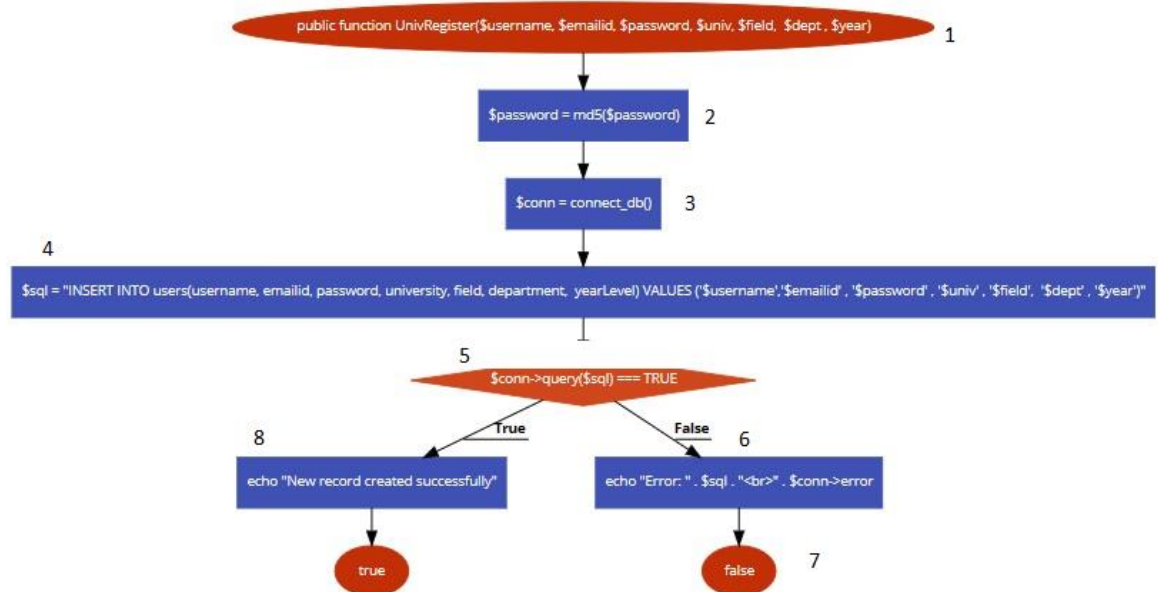 public function UnivRegister($username, $emailid, $password, $univ, $field, $dept , $year)
1
$password = md5($password)
2
$conn = connect_db()
3
4
$sql = "INSERT INTO users(username, emailid, password, university, field, department, yearLevel) VALUES ('$username','$emailid' , '$password' , '$univ' , '$field', '$dept' , '$year')"
5
$conn->query($sql) === TRUE
True
False
8
6
echo "New record created successfully"
echo "Error: " . $sql . "<br>" . $conn->error
true
false
7